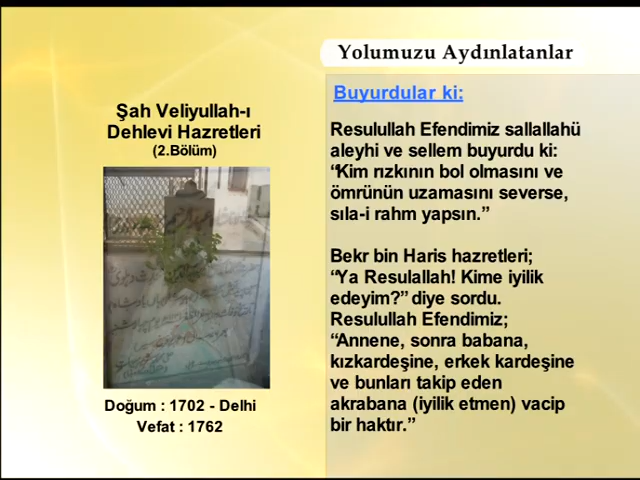 Yolumuzu Aydınlatanlar
Şah Veliyullah-ı
Dehlevi Hazretleri
(2.Bölüm)
Doğum : 1702 - Delhi
Vefat : 1762
Buyurdular ki:
Resulullah Efendimiz sallallahü
aleyhi ve sellem buyurdu ki:
“Kim rızkının bol olmasını ve
ömrünün uzamasını severse,
sıla-i rahm yapsın.”
Bekr bin Haris hazretleri;
“Ya Resulallah! Kime iyilik
edeyim?” diye sordu.
Resulullah Efendimiz;
“Annene, sonra babana,
kızkardeşine, erkek kardeşine
ve bunları takip eden
akrabana (iyilik etmen) vacip
bir haktır.”